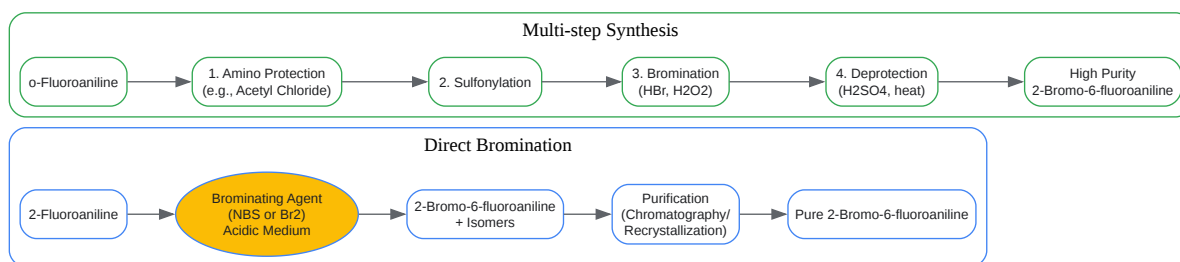 Multi-step Synthesis
o-Fluoroaniline
1. Amino Protection
(e.g., Acetyl Chloride)
2. Sulfonylation
3. Bromination
(HBr, H2O2)
4. Deprotection
(H2SO4, heat)
High Purity
2-Bromo-6-fluoroaniline
Direct Bromination
2-Fluoroaniline
Brominating Agent
(NBS or Br2)
Acidic Medium
2-Bromo-6-fluoroaniline
+ Isomers
Purification
(Chromatography/
Recrystallization)
Pure 2-Bromo-6-fluoroaniline